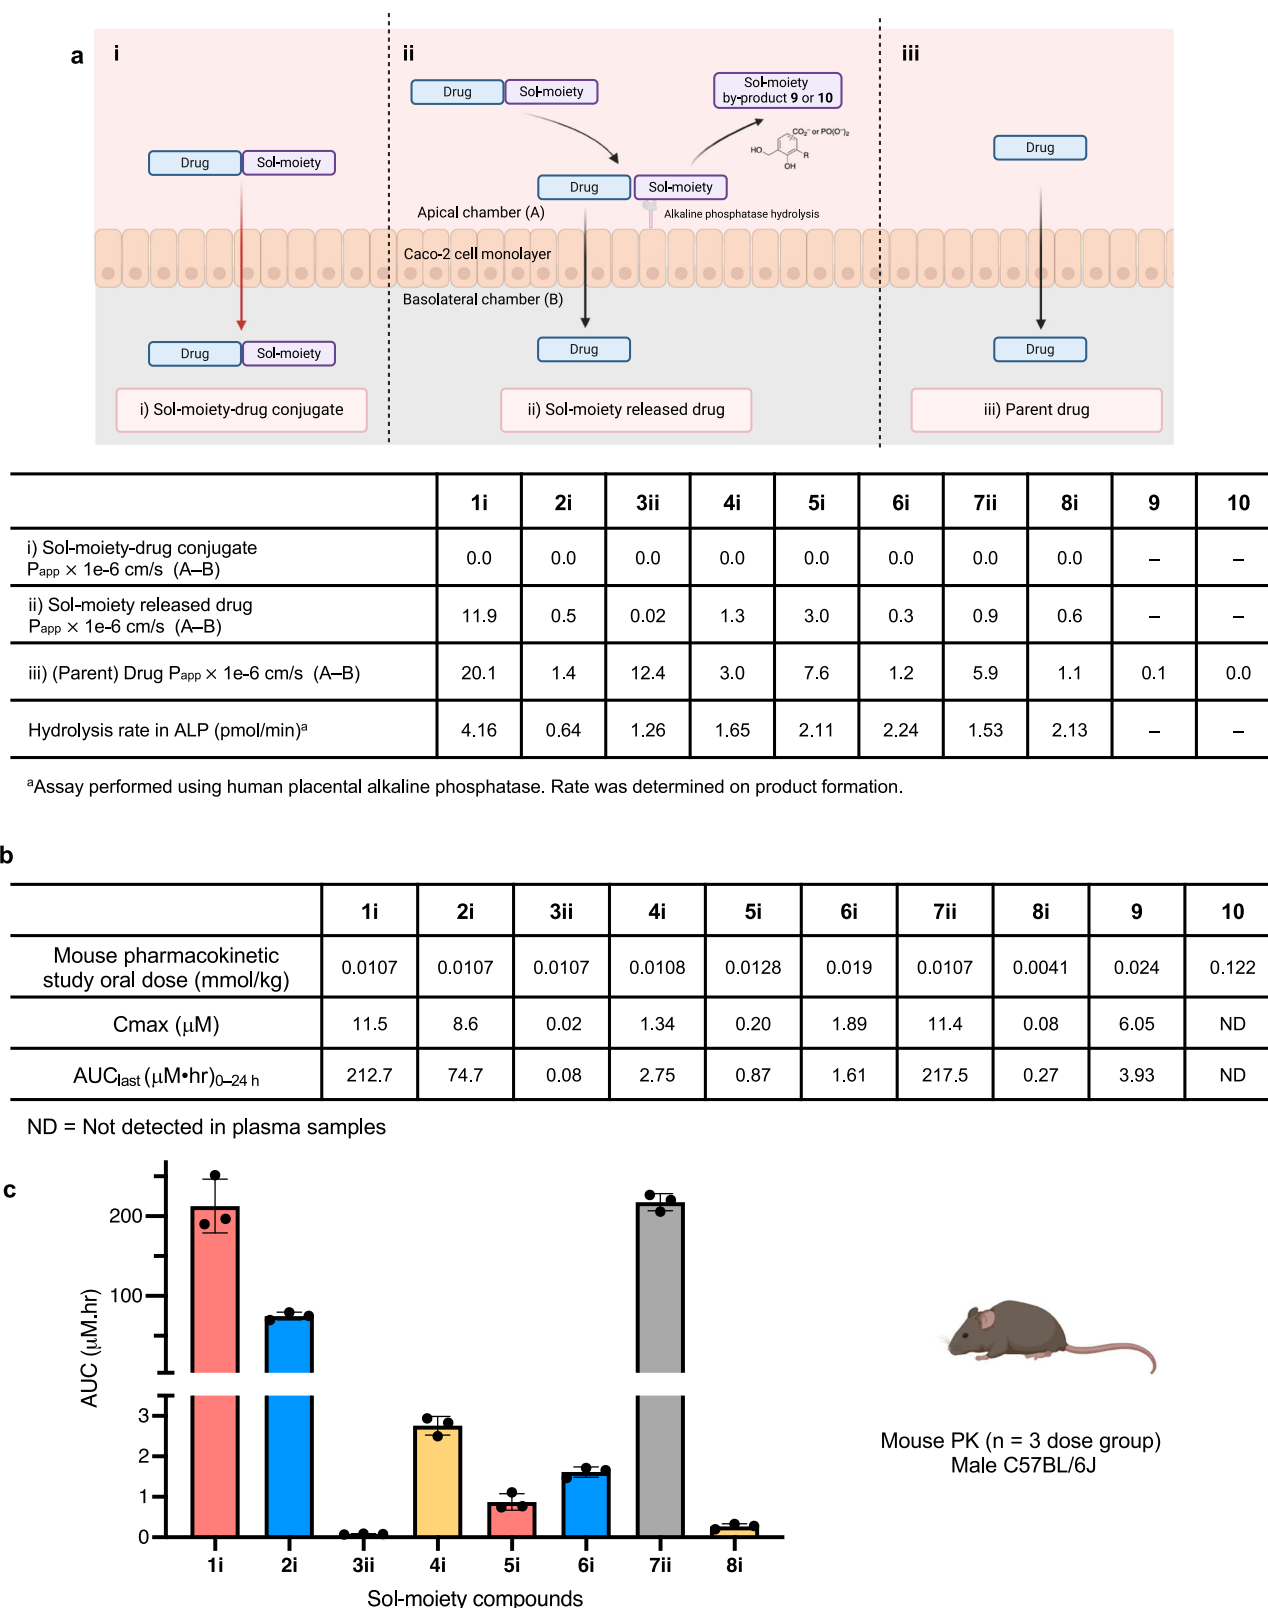 a
i
ii
iii
Drug
Sol-moiety
Drug
Sol-moiety
Sol-moiety
by-product 9 or 10
CO₂⁻ or PO(O⁻)₂
HO
R
OH
Drug
Drug
Sol-moiety
Apical chamber (A)
Alkaline phosphatase hydrolysis
Caco-2 cell monolayer
Basolateral chamber (B)
Drug
Sol-moiety
Drug
Drug
i) Sol-moiety-drug conjugate
ii) Sol-moiety released drug
iii) Parent drug
1i 2i 3ii 4i 5i 6i 7ii 8i 9 10
i) Sol-moiety-drug conjugate
Papp × 1e-6 cm/s (A–B)
0.0 0.0 0.0 0.0 0.0 0.0 0.0 0.0 – –
ii) Sol-moiety released drug
Papp × 1e-6 cm/s (A–B)
11.9 0.5 0.02 1.3 3.0 0.3 0.9 0.6 – –
iii) (Parent) Drug Papp × 1e-6 cm/s (A–B) 20.1 1.4 12.4 3.0 7.6 1.2 5.9 1.1 0.1 0.0
Hydrolysis rate in ALP (pmol/min)ᵃ 4.16 0.64 1.26 1.65 2.11 2.24 1.53 2.13 – –
ᵃAssay performed using human placental alkaline phosphatase. Rate was determined on product formation.
b
1i 2i 3ii 4i 5i 6i 7ii 8i 9 10
Mouse pharmacokinetic
study oral dose (mmol/kg)
0.0107 0.0107 0.0107 0.0108 0.0128 0.019 0.0107 0.0041 0.024 0.122
Cmax (μM) 11.5 8.6 0.02 1.34 0.20 1.89 11.4 0.08 6.05 ND
AUClast (μM•hr)0–24 h 212.7 74.7 0.08 2.75 0.87 1.61 217.5 0.27 3.93 ND
ND = Not detected in plasma samples
c
AUC (μM.hr)
200
100
3
2
1
0
1i 2i 3ii 4i 5i 6i 7ii 8i
Sol-moiety compounds
Mouse PK (n = 3 dose group)
Male C57BL/6J